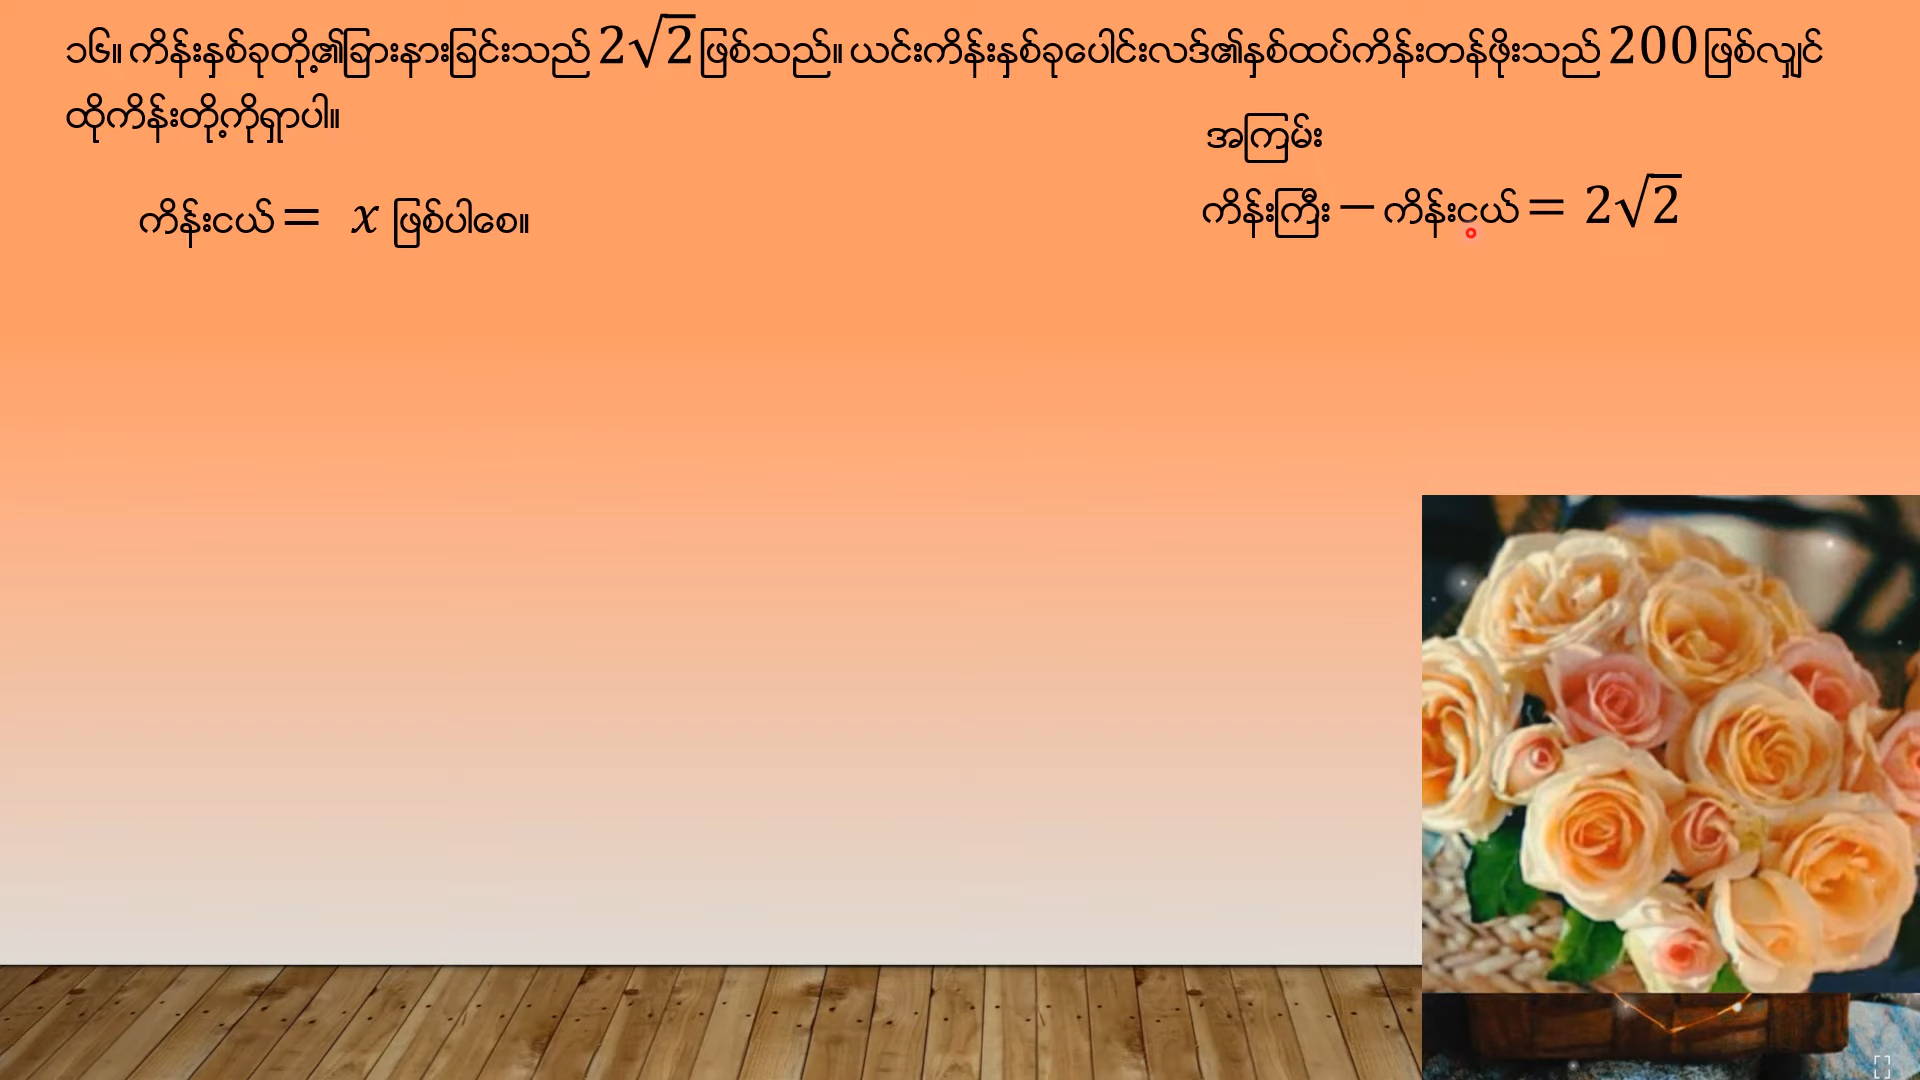 ၁၆။ ကိန်းနှစ်ခုတို့၏ခြားနားခြင်းသည် 2√2 ဖြစ်သည်။ ယင်းကိန်းနှစ်ခုပေါင်းလဒ်၏နှစ်ထပ်ကိန်းတန်ဖိုးသည် 200 ဖြစ်လျှင်
ထိုကိန်းတို့ကိုရှာပါ။
အကြမ်း
ကိန်းကြီး − ကိန်းငယ် = 2√2
ကိန်းငယ် = x ဖြစ်ပါစေ။